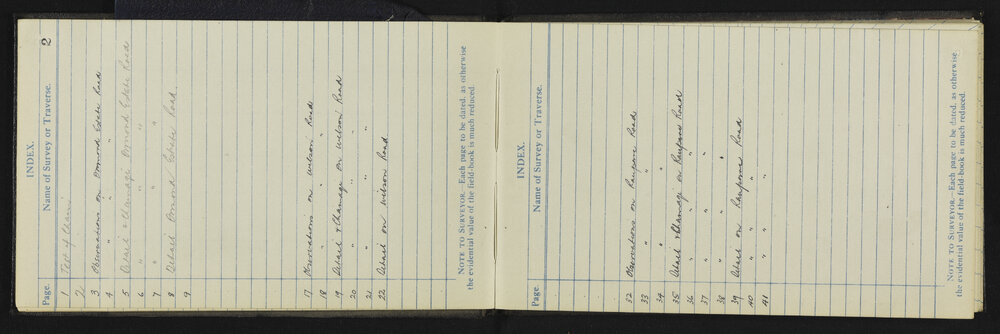 2
INDEX.
Page. Name of Survey or Traverse.
1 Test of Chain
2
3 Observations on Ormond Estate Road
4 " "
5 Detail & Chainage Ormond Estate Road
6 " "
7 " "
8 Detail Ormond Estate Road.
9
17 Observations on Wilson Road
18 " "
19 Detail & Chainage on Wilson Road
20 " "
21 " "
22 Detail on Wilson Road
NOTE TO SURVEYOR.—Each page to be dated, as otherwise
the evidential value of the field-book is much reduced.
INDEX.
Page. Name of Survey or Traverse.
32 Observations on Road
33 " "
34 " "
35 Detail & Chainage on Road
36 " "
37 " "
38 " "
39 Detail on Road
40 " "
41 " "
NOTE TO SURVEYOR.—Each page to be dated, as otherwise
the evidential value of the field-book is much reduced.